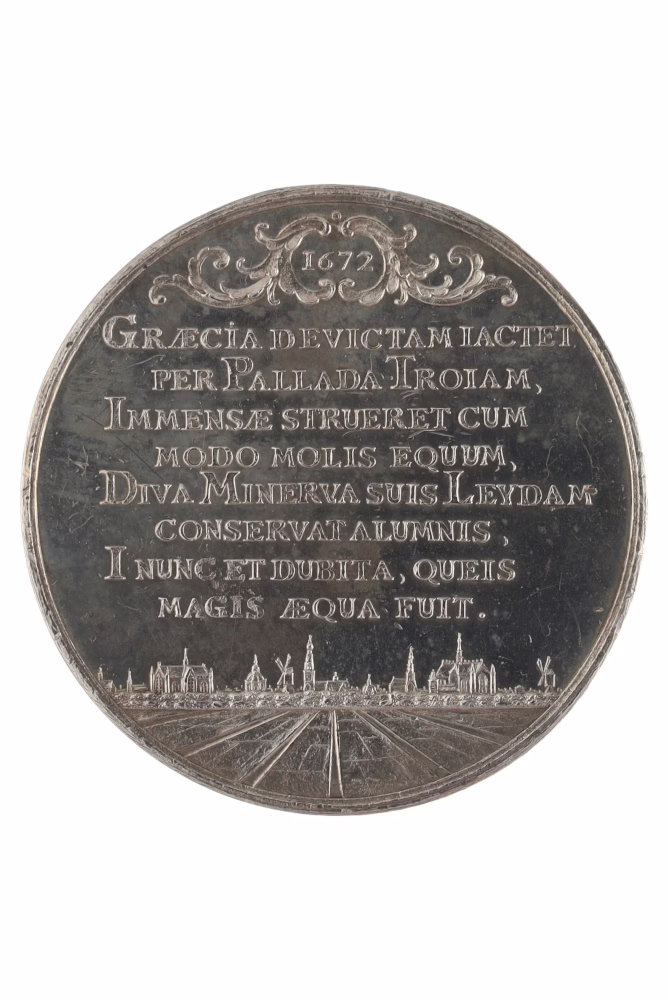 1672
GRÆCIA DEVICTAM IACTET
PER PALLADA TROIAM,
IMMENSÆ STRUERET CUM
MODO MOLIS EQUUM,
DIVA MINERVA SUIS LEYDAM
CONSERVAT ALUMNIS,
I NUNC ET DUBITA, QUEIS
MAGIS ÆQUA FUIT.